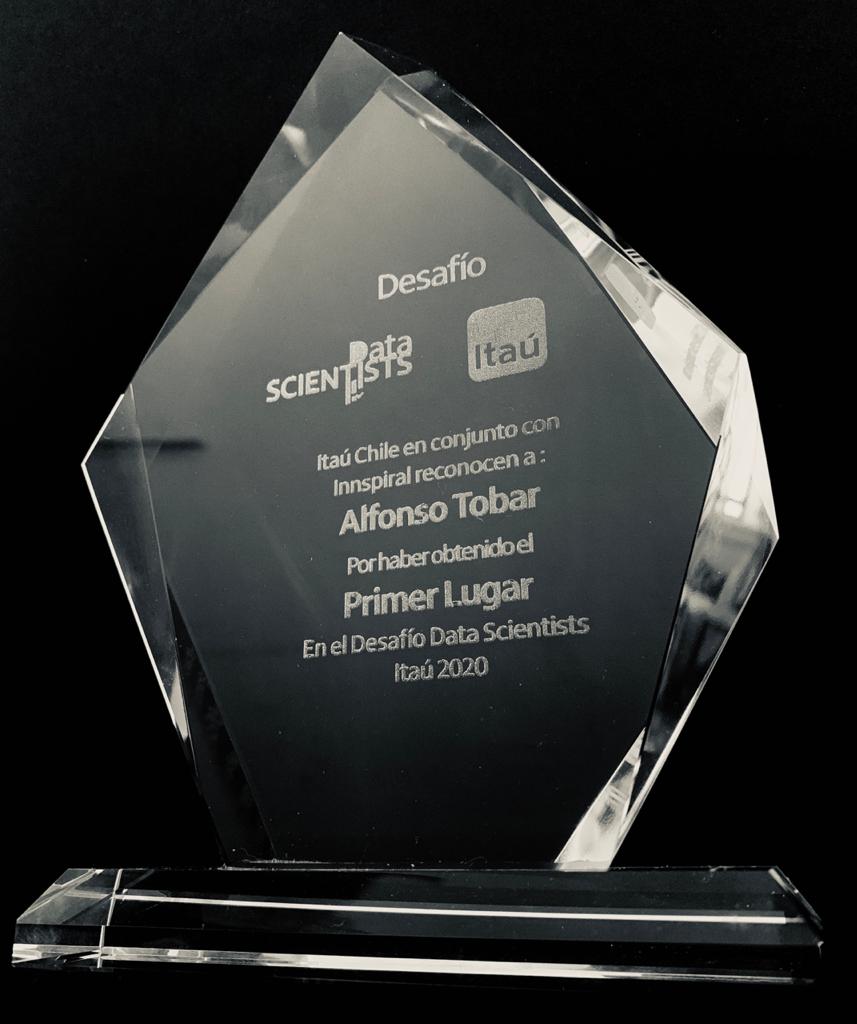 Desafío
Data
SCIENTISTS
Itaú
Itaú Chile en conjunto con
Innspiral reconocen a :
Alfonso Tobar
Por haber obtenido el
Primer Lugar
En el Desafío Data Scientists
Itaú 2020